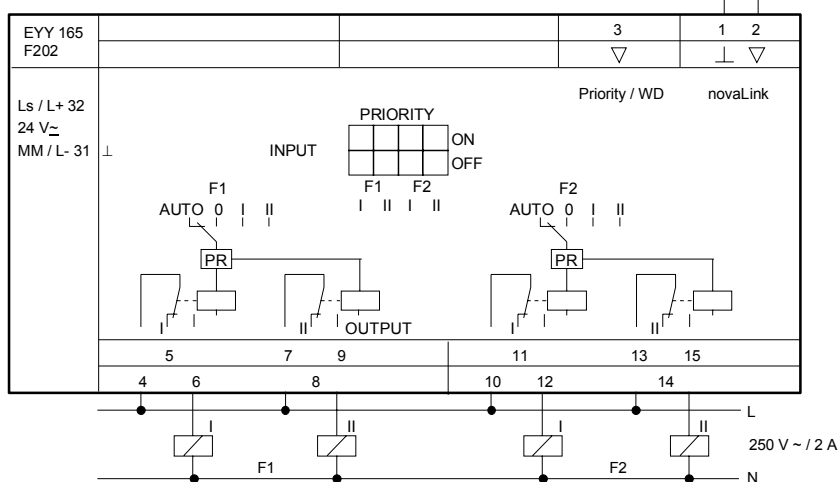 EYY 165
F202
3
1 2
Priority / WD
novaLink
Ls / L+ 32
24 V~
MM / L- 31 ⊥
PRIORITY
INPUT
ON
OFF
F1 F2
I II I II
F1
AUTO 0 I II
F2
AUTO 0 I II
PR
PR
I
II
OUTPUT
I
II
5 7 9 11 13 15
4 6 8 10 12 14
L
I II I II
250 V ~ / 2 A
F1 F2
N